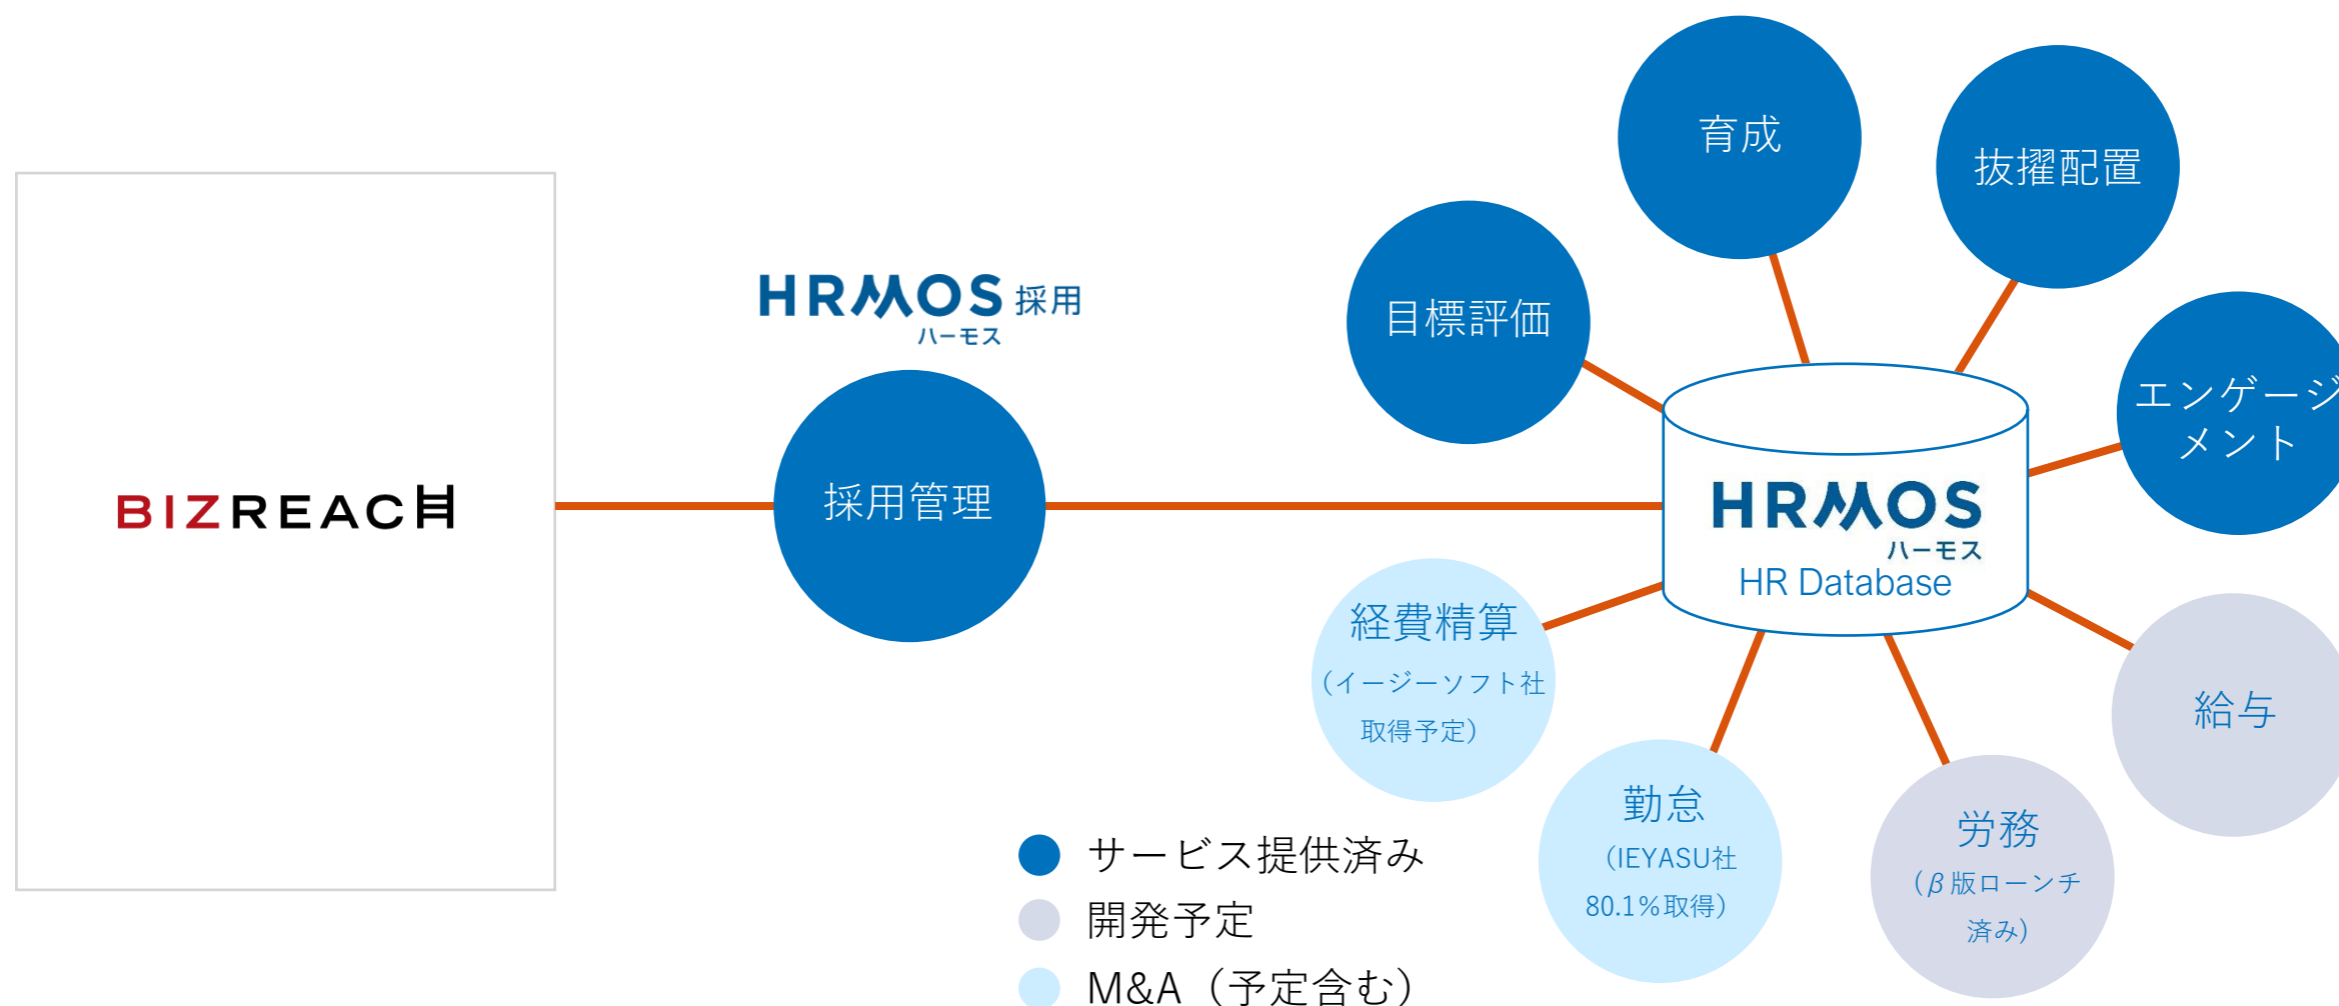 BIZREACH
HRMOS 採用
ハーモス
採用管理
目標評価
育成
抜擢配置
エンゲージ
メント
HRMOS
ハーモス
HR Database
経費精算
（イージーソフト社
取得予定）
勤怠
（IEYASU社
80.1%取得）
労務
（β版ローンチ
済み）
給与
サービス提供済み
開発予定
M&A（予定含む）